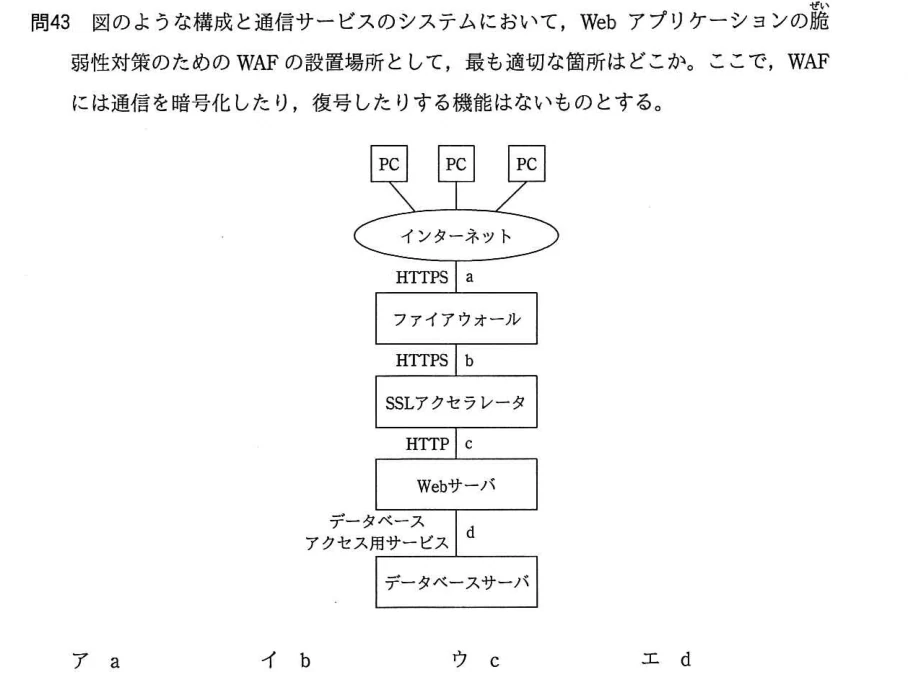 問43 図のような構成と通信サービスのシステムにおいて，Web アプリケーションの脆
ぜい
弱性対策のための WAF の設置場所として，最も適切な箇所はどこか。ここで，WAF
には通信を暗号化したり，復号したりする機能はないものとする。
PC PC PC
インターネット
HTTPS a
ファイアウォール
HTTPS b
SSLアクセラレータ
HTTP c
Webサーバ
データベース
アクセス用サービス d
データベースサーバ
ア a イ b ウ c エ d